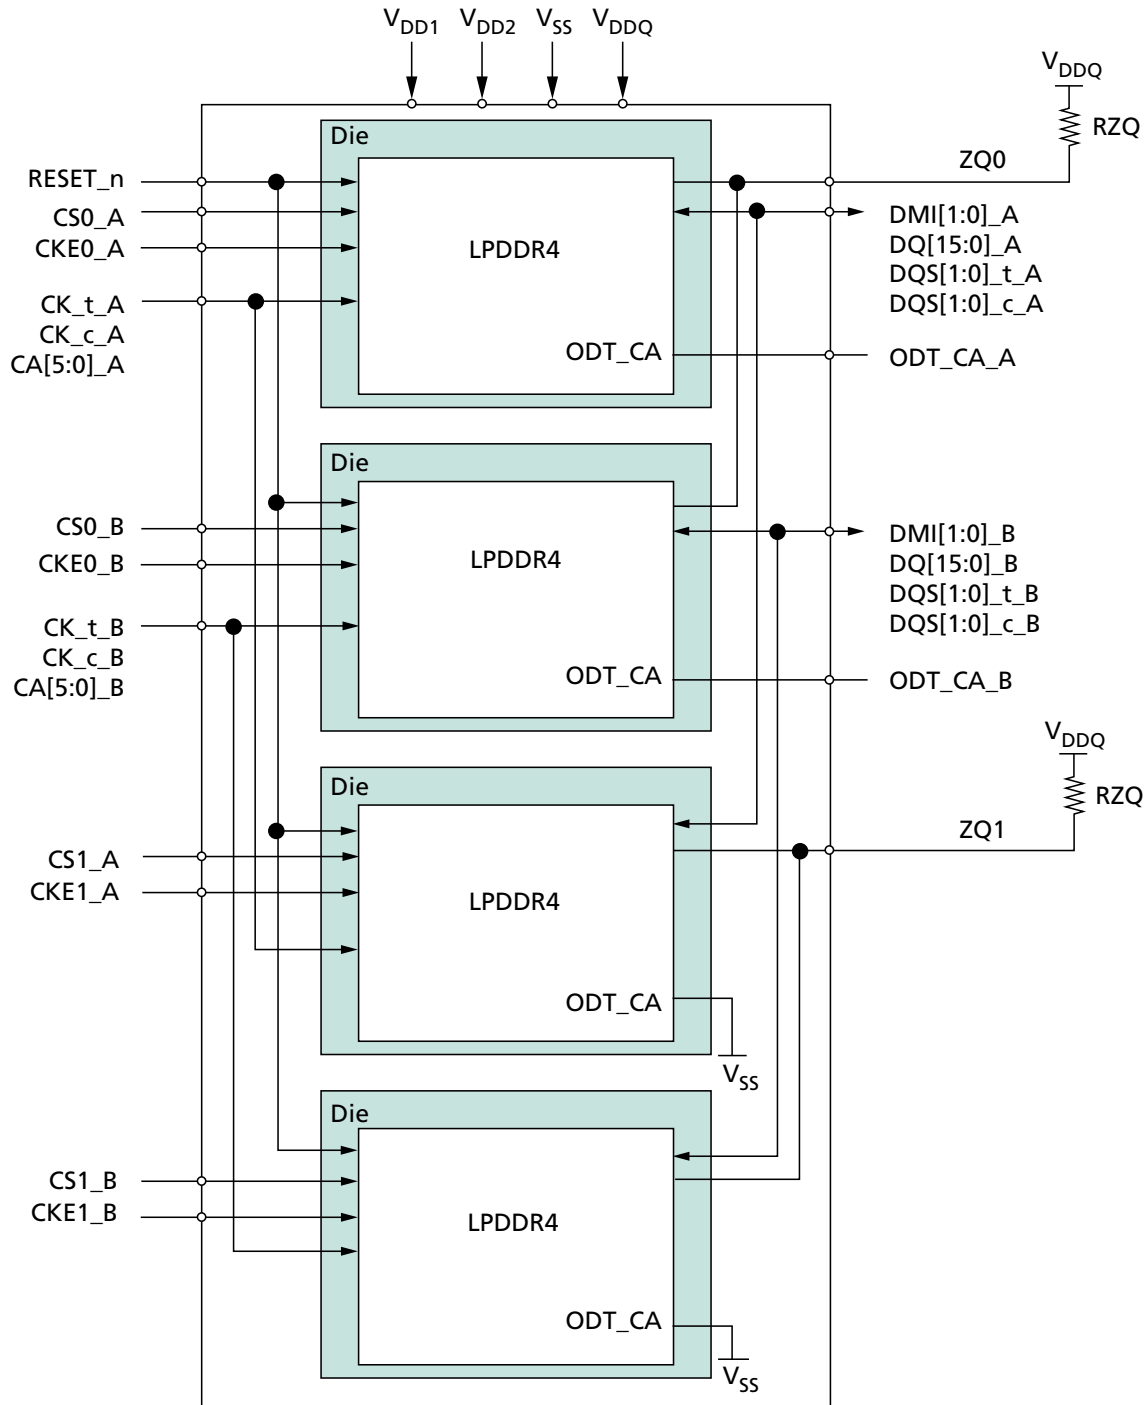 VDD1 VDD2 VSS VDDQ
VDDQ
RZQ
Die
RESET_n
ZQ0
CS0_A
DMI[1:0]_A
CKE0_A
LPDDR4
DQ[15:0]_A
DQS[1:0]_t_A
CK_t_A
DQS[1:0]_c_A
CK_c_A
CA[5:0]_A
ODT_CA
ODT_CA_A
Die
CS0_B
DMI[1:0]_B
CKE0_B
LPDDR4
DQ[15:0]_B
DQS[1:0]_t_B
CK_t_B
DQS[1:0]_c_B
CK_c_B
CA[5:0]_B
ODT_CA
ODT_CA_B
VDDQ
Die
RZQ
ZQ1
CS1_A
CKE1_A
LPDDR4
ODT_CA
VSS
Die
CS1_B
CKE1_B
LPDDR4
ODT_CA
VSS